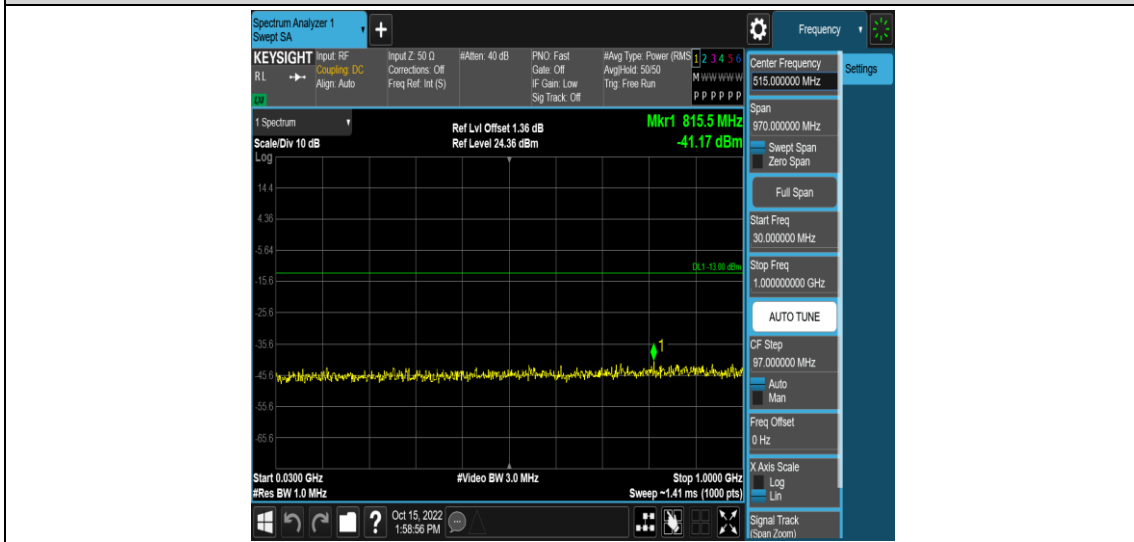 Spectrum Analyzer 1
Swept SA
+
Frequency
KEYSIGHT
RL
Input: RF
Coupling: DC
Align: Auto
Input Z: 50 Ω
Corrections: Off
Freq Ref: Int (S)
#Atten: 40 dB
PNO: Fast
Gate: Off
IF Gain: Low
Sig Track: Off
#Avg Type: Power (RMS
Avg|Hold: 50/50
Trig: Free Run
1 2 3 4 5 6
M W W W W W
P P P P P P
1 Spectrum
Scale/Div 10 dB
Ref Lvl Offset 1.36 dB
Ref Level 24.36 dBm
Mkr1 815.5 MHz
-41.17 dBm
Log
14.4
4.36
-5.64
DL1 -13.00 dBm
-15.6
-25.6
-35.6
1
-45.6
-55.6
-65.6
Start 0.0300 GHz
#Res BW 1.0 MHz
#Video BW 3.0 MHz
Stop 1.0000 GHz
Sweep ~1.41 ms (1000 pts)
Center Frequency
515.000000 MHz
Settings
Span
970.000000 MHz
Swept Span
Zero Span
Full Span
Start Freq
30.000000 MHz
Stop Freq
1.000000000 GHz
AUTO TUNE
CF Step
97.000000 MHz
Auto
Man
Freq Offset
0 Hz
X Axis Scale
Log
Lin
Signal Track
(Span Zoom)
?
Oct 15, 2022
1:58:56 PM